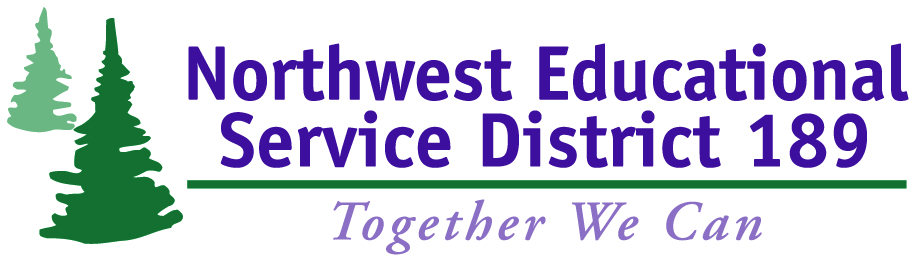 Northwest Educational
Service District 189
Together We Can